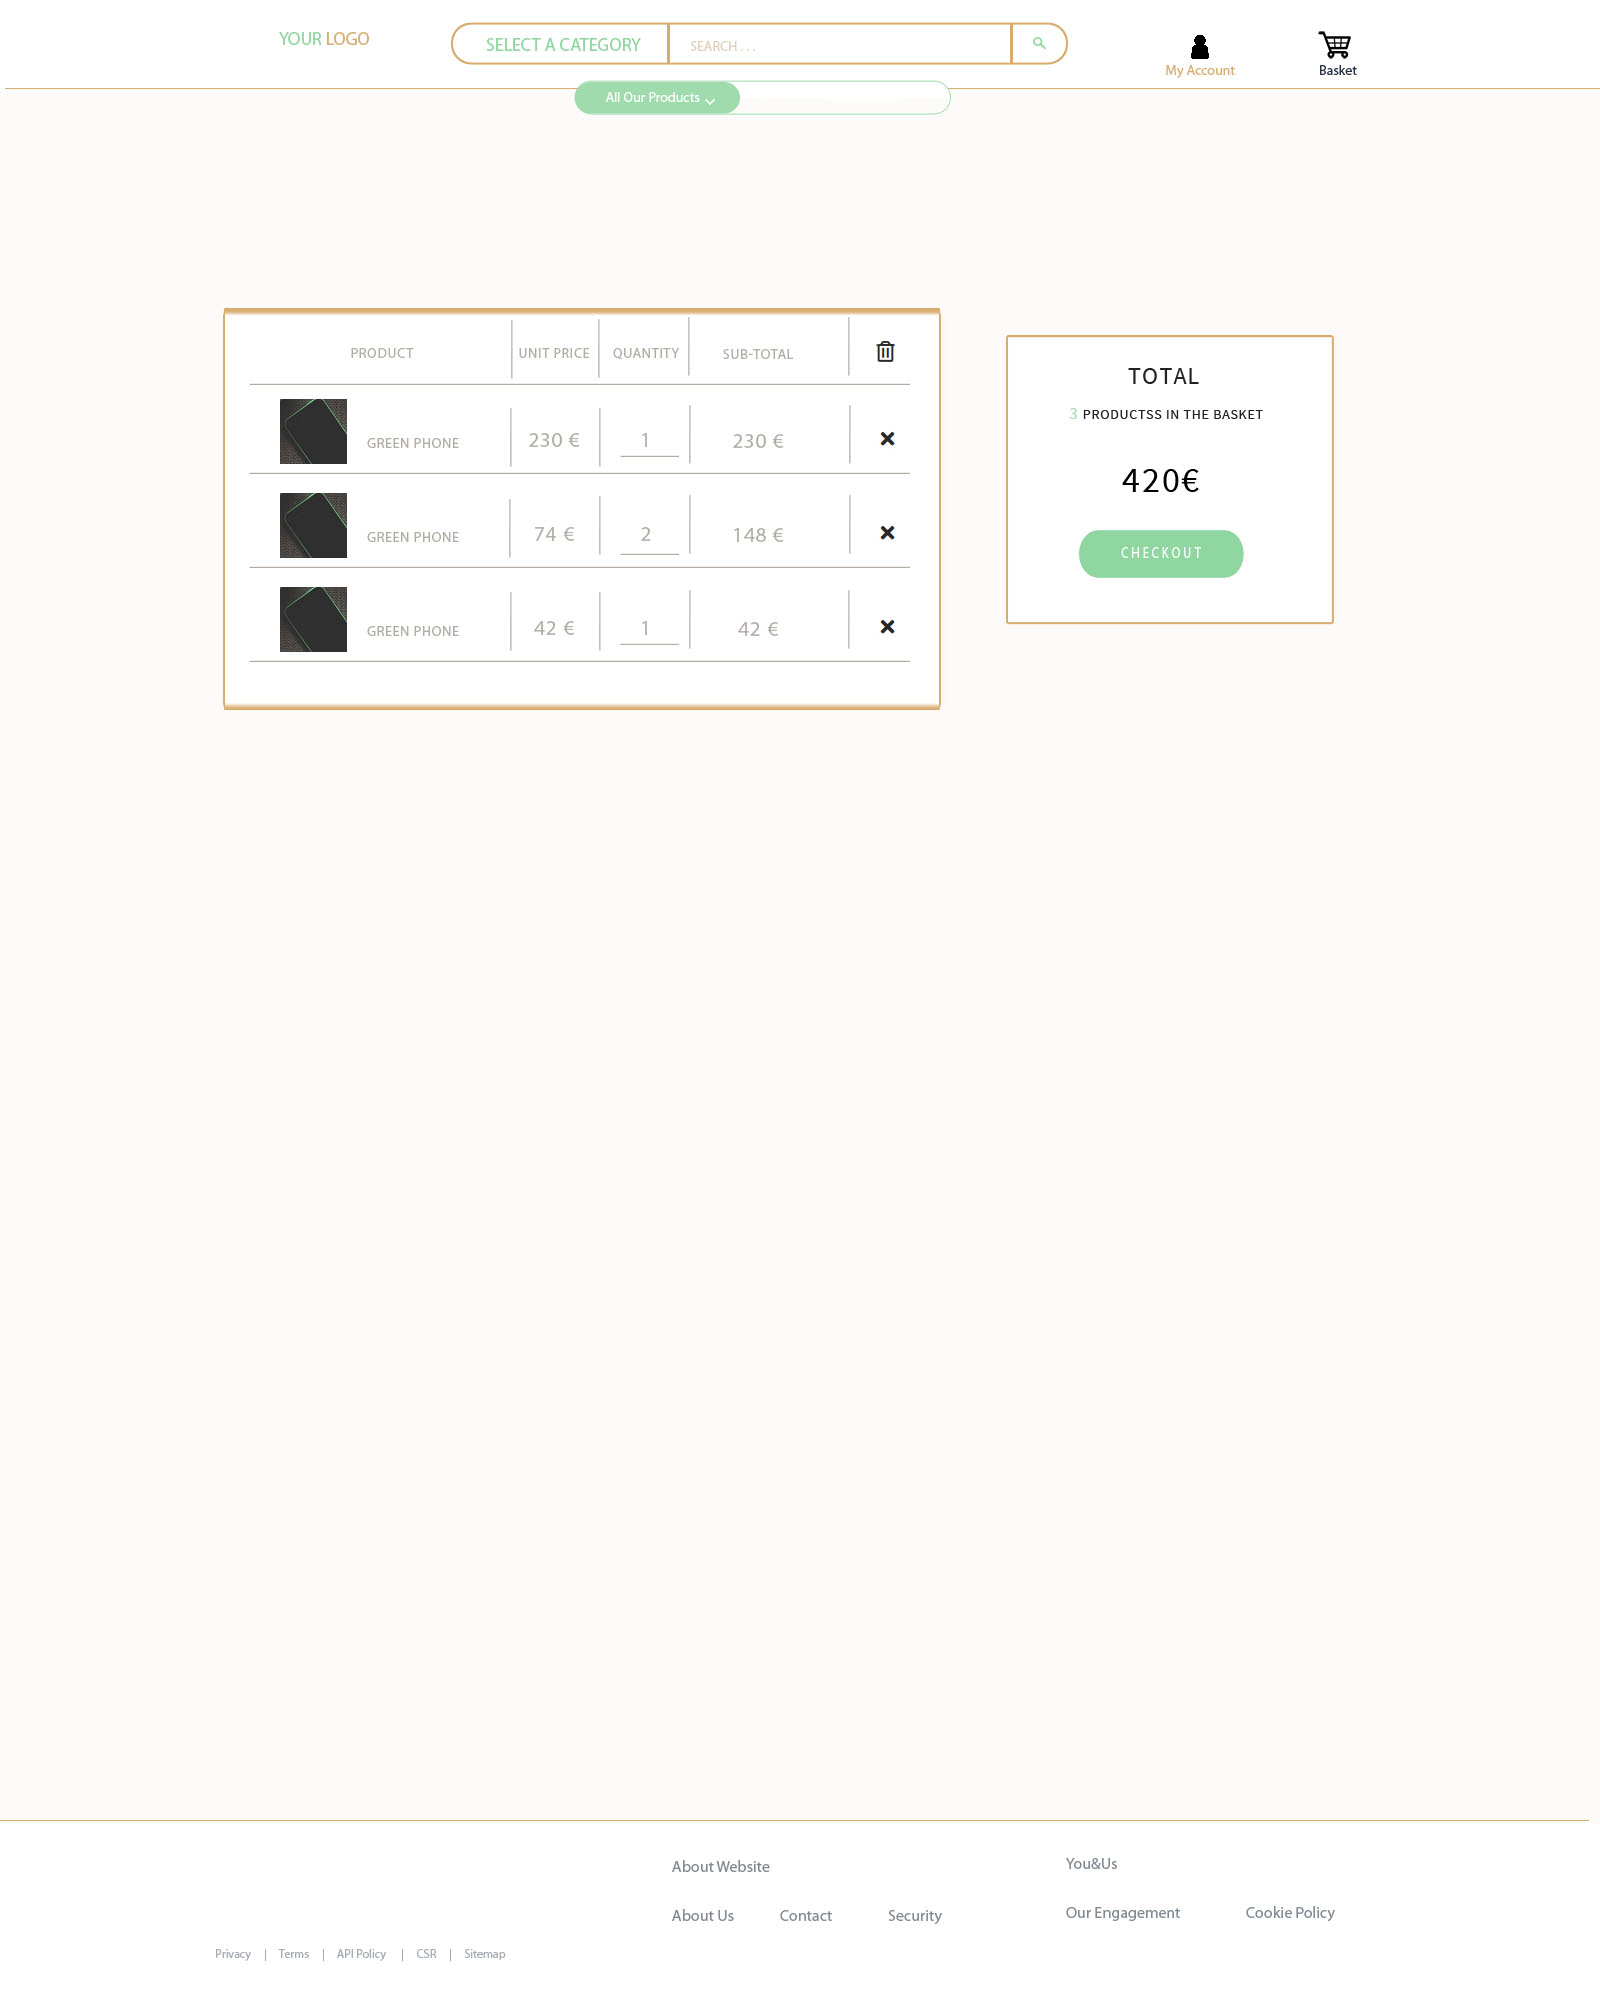 YOUR LOGO
SELECT A CATEGORY
SEARCH . . .
My Account
Basket
All Our Products
PRODUCT UNIT PRICE QUANTITY SUB-TOTAL
GREEN PHONE 230 € 1 230 €
GREEN PHONE 74 € 2 148 €
GREEN PHONE 42 € 1 42 €
TOTAL
3 PRODUCTSS IN THE BASKET
420€
CHECKOUT
About Website
About Us Contact Security
You&Us
Our Engagement Cookie Policy
Privacy | Terms | API Policy | CSR | Sitemap